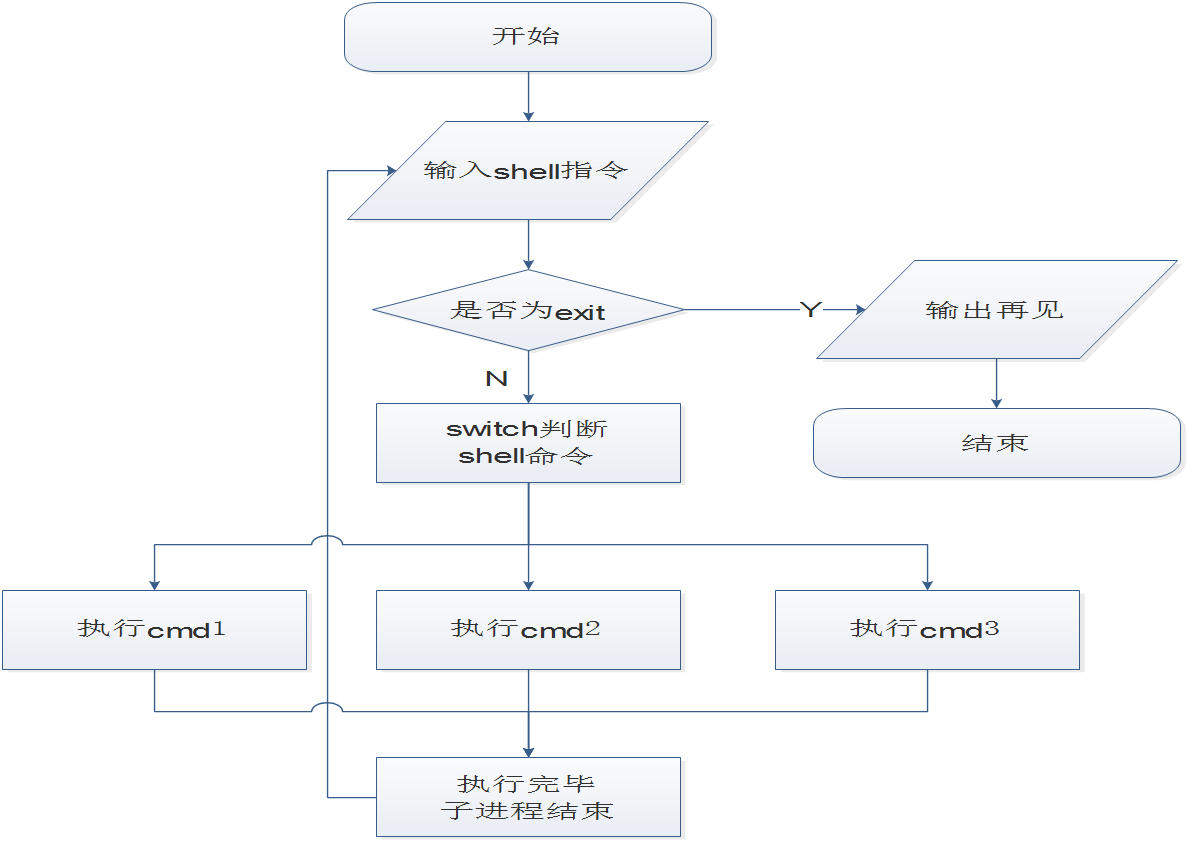 开始
输入shell指令
是否为exit
Y
输出再见
N
switch判断
shell命令
结束
执行cmd1
执行cmd2
执行cmd3
执行完毕
子进程结束